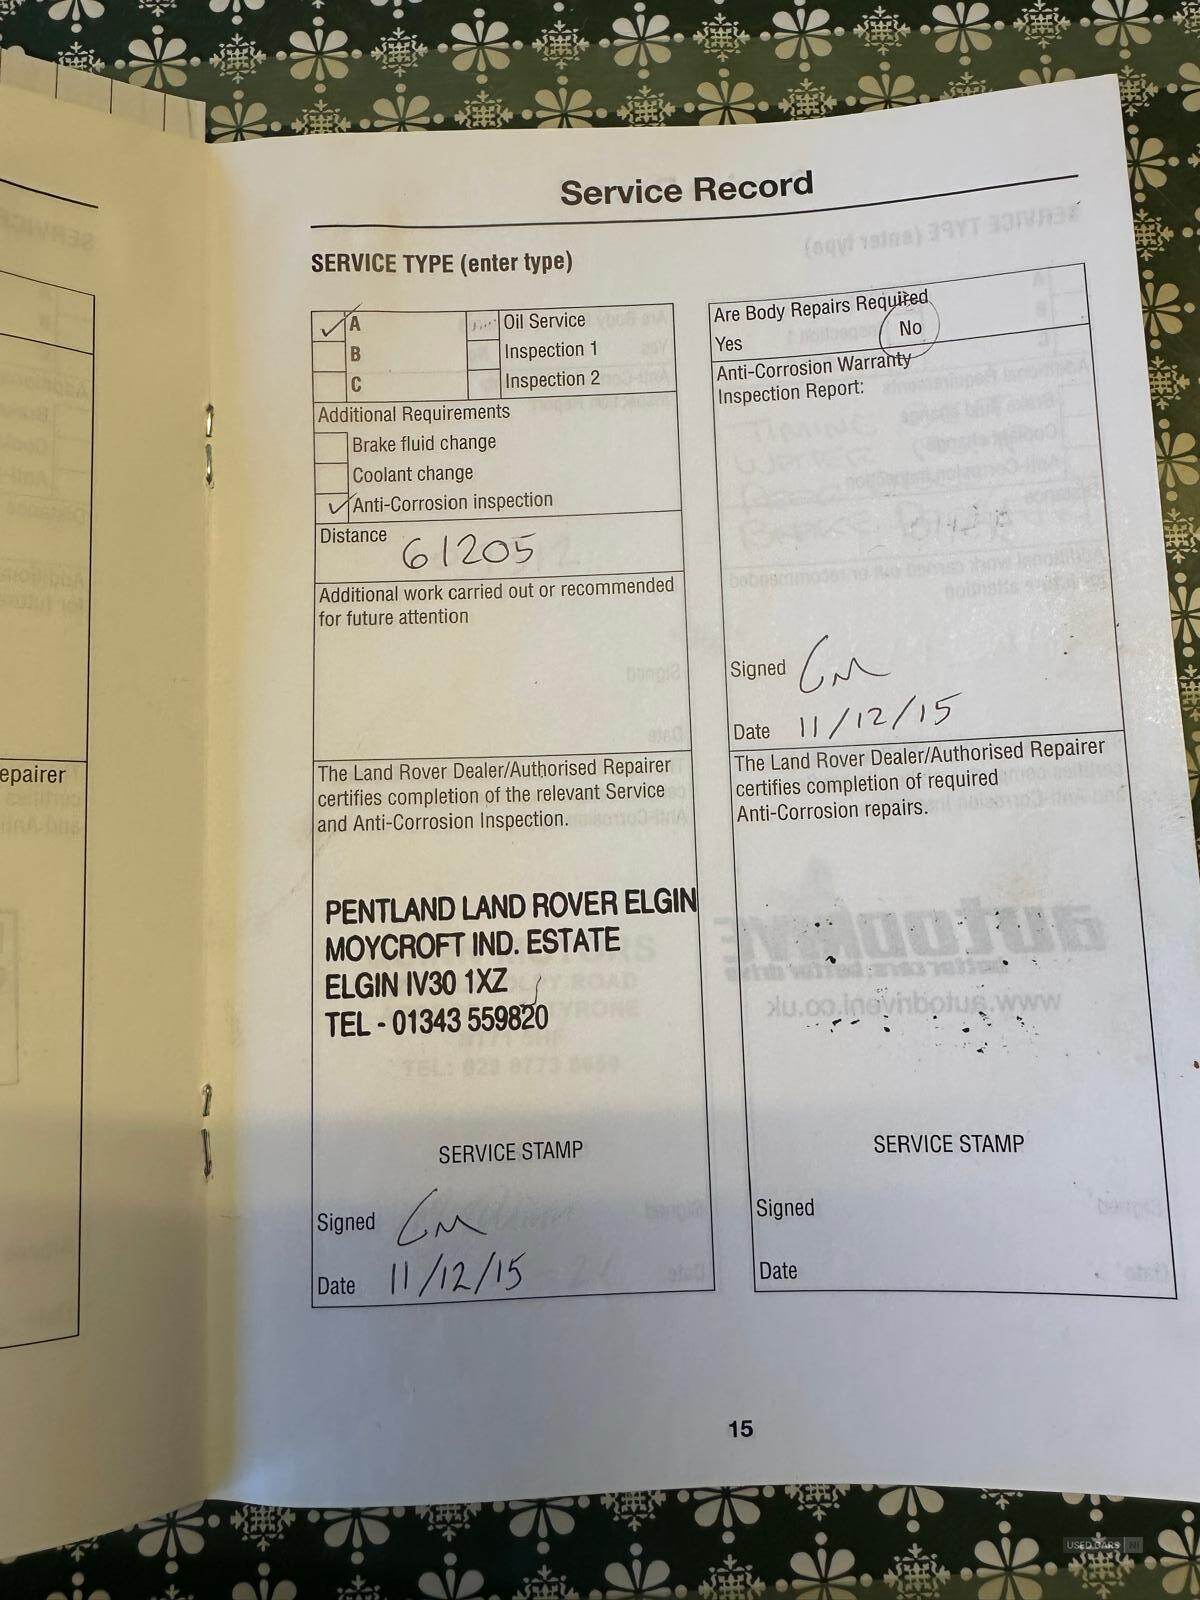 Service Record
SERVICE TYPE (enter type)
A
B
C
Oil Service
Inspection 1
Inspection 2
Additional Requirements
Brake fluid change
Coolant change
Anti-Corrosion inspection
Distance 61205
Additional work carried out or recommended
for future attention
The Land Rover Dealer/Authorised Repairer
certifies completion of the relevant Service
and Anti-Corrosion Inspection.
PENTLAND LAND ROVER ELGIN
MOYCROFT IND. ESTATE
ELGIN IV30 1XZ
TEL - 01343 559820
SERVICE STAMP
Signed
Date 11/12/15
Are Body Repairs Required
Yes No
Anti-Corrosion Warranty
Inspection Report:
Signed
Date 11/12/15
The Land Rover Dealer/Authorised Repairer
certifies completion of required
Anti-Corrosion repairs.
SERVICE STAMP
Signed
Date
15
epairer
USED CARS NI